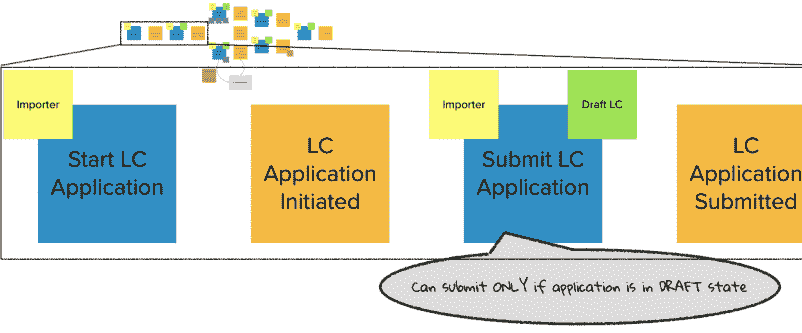 Importer
Start LC
Application
LC
Application
Initiated
Importer
Draft LC
Submit LC
Application
LC
Application
Submitted
Can submit ONLY if application is in DRAFT state